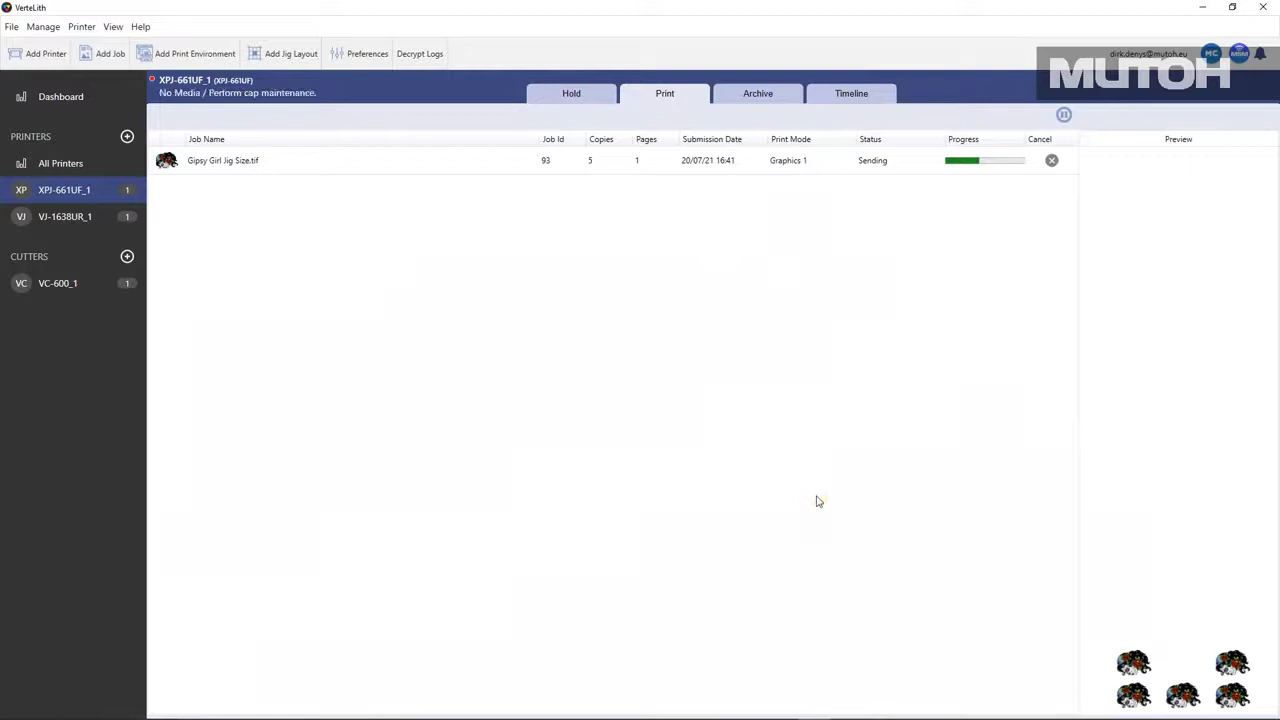 VerteLith
File Manage Printer View Help
Add Printer Add Job Add Print Environment Add Jig Layout Preferences Decrypt Logs
dirk.denys@mutoh.eu MC MSM
MUTOH
XPJ-661UF_1 (XPJ-661UF)
No Media / Perform cap maintenance.
Hold Print Archive Timeline
Dashboard
PRINTERS
All Printers
XP XPJ-661UF_1 1
VJ VJ-1638UR_1 1
CUTTERS
VC VC-600_1 1
Job Name Job Id Copies Pages Submission Date Print Mode Status Progress Cancel Preview
Gipsy Girl Jig Size.tif 93 5 1 20/07/21 16:41 Graphics 1 Sending